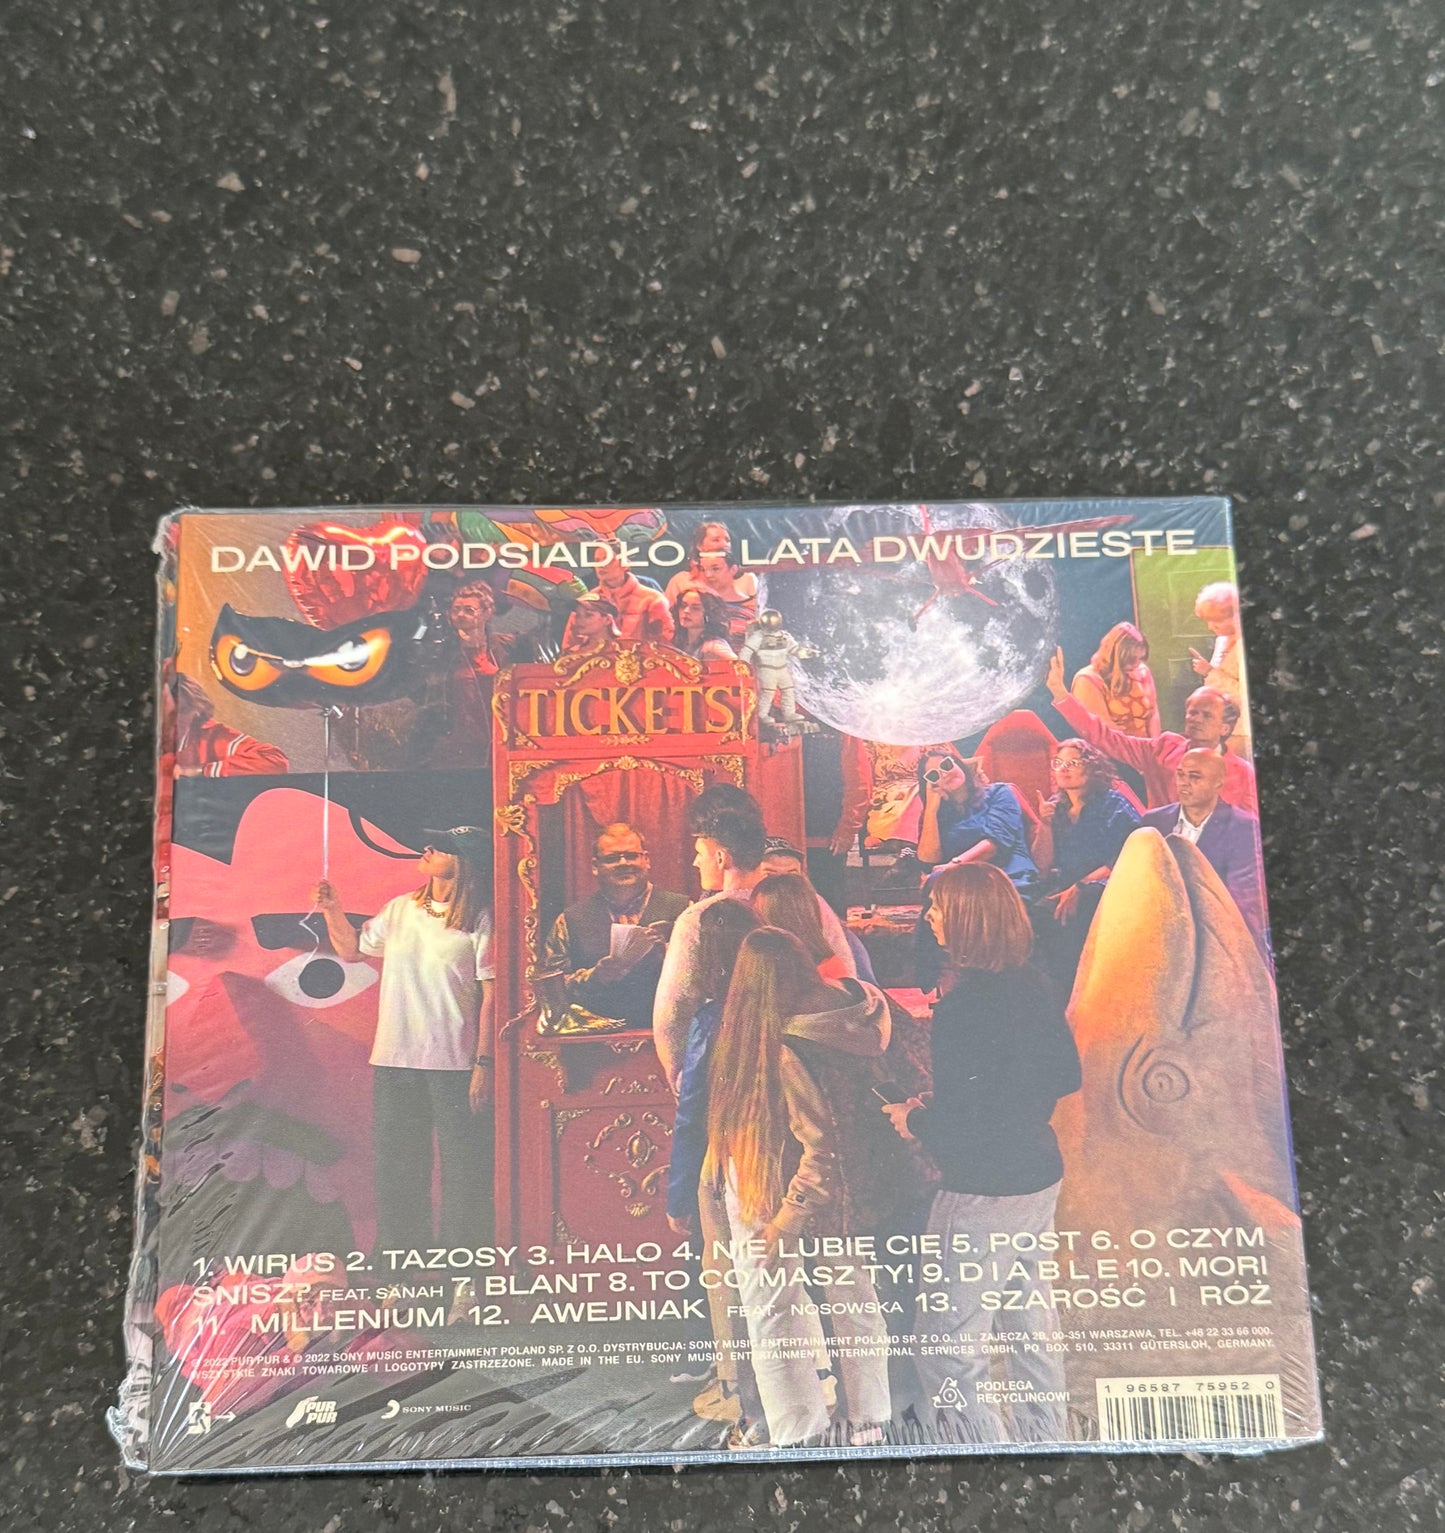 DAWID PODSIADŁO – LATA DWUDZIESTE
TICKETS
1. WIRUS 2. TAZOSY 3. HALO 4. NIE LUBIĘ CIĘ 5. POST 6. O CZYM
ŚNISZ? FEAT. SANAH 7. BLANT 8. TO CO MASZ TY! 9. D I A B L E 10. MORI
11. MILLENIUM 12. AWEJNIAK FEAT. NOSOWSKA 13. SZAROŚĆ I RÓŻ
℗ 2022 PUR PUR & © 2022 SONY MUSIC ENTERTAINMENT POLAND SP. Z O.O. DYSTRYBUCJA: SONY MUSIC ENTERTAINMENT POLAND SP. Z O.O., UL. ZAJĘCZA 2B, 00-351 WARSZAWA, TEL. +48 22 33 66 000.
WSZYSTKIE ZNAKI TOWAROWE I LOGOTYPY ZASTRZEŻONE. MADE IN THE EU. SONY MUSIC ENTERTAINMENT INTERNATIONAL SERVICES GMBH, PO BOX 510, 33311 GÜTERSLOH, GERMANY.
PUR
PUR
SONY MUSIC
PODLEGA
RECYCLINGOWI
1 96587 75952 0